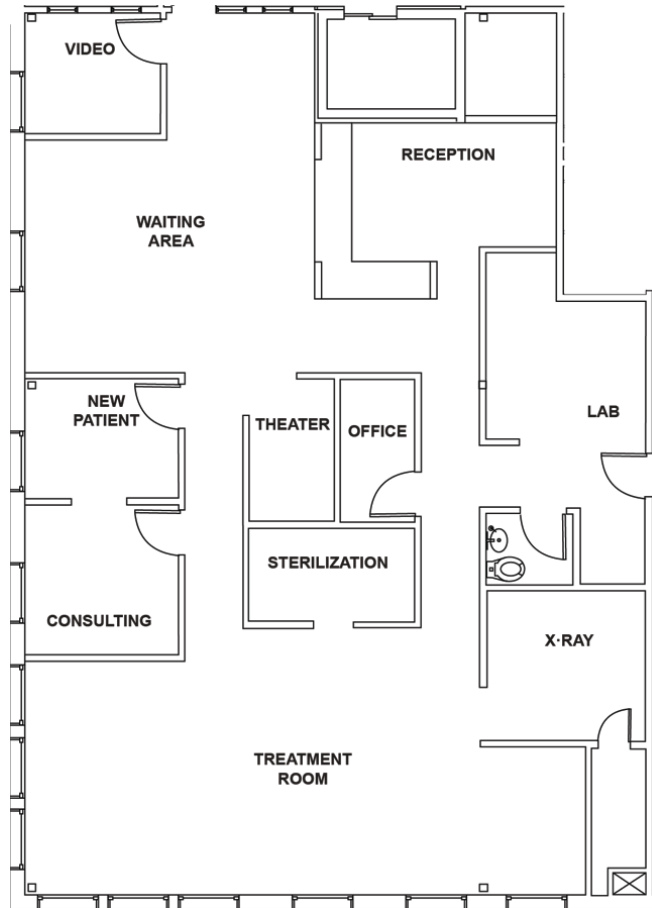 VIDEO
RECEPTION
WAITING
AREA
NEW
PATIENT
THEATER
OFFICE
LAB
STERILIZATION
CONSULTING
X·RAY
TREATMENT
ROOM